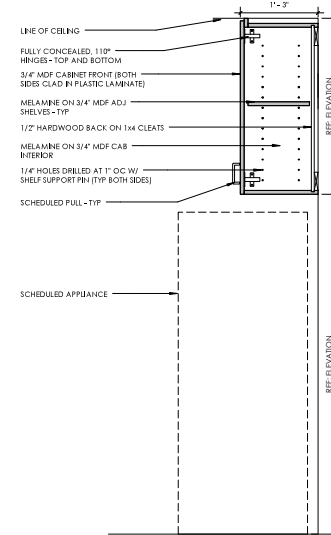 1' - 3"
LINE OF CEILING
FULLY CONCEALED, 110°
HINGES - TOP AND BOTTOM
3/4" MDF CABINET FRONT (BOTH
SIDES CLAD IN PLASTIC LAMINATE)
MELAMINE ON 3/4" MDF ADJ
SHELVES - TYP
1/2" HARDWOOD BACK ON 1x4 CLEATS
MELAMINE ON 3/4" MDF CAB
INTERIOR
1/4" HOLES DRILLED AT 1" OC W/
SHELF SUPPORT PIN (TYP BOTH SIDES)
SCHEDULED PULL - TYP
SCHEDULED APPLIANCE
REF: ELEVATION
REF: ELEVATION